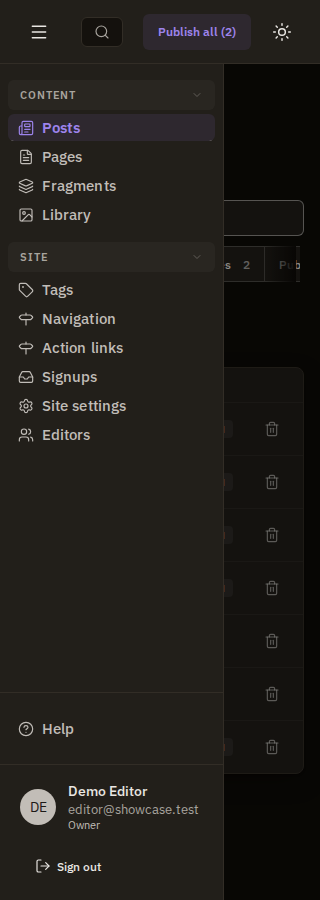 Publish all (2)
CONTENT
Posts
Pages
Fragments
Library
s 2
SITE
Tags
Navigation
Action links
Signups
Site settings
Editors
Help
DE
Demo Editor
editor@showcase.test
Owner
Sign out